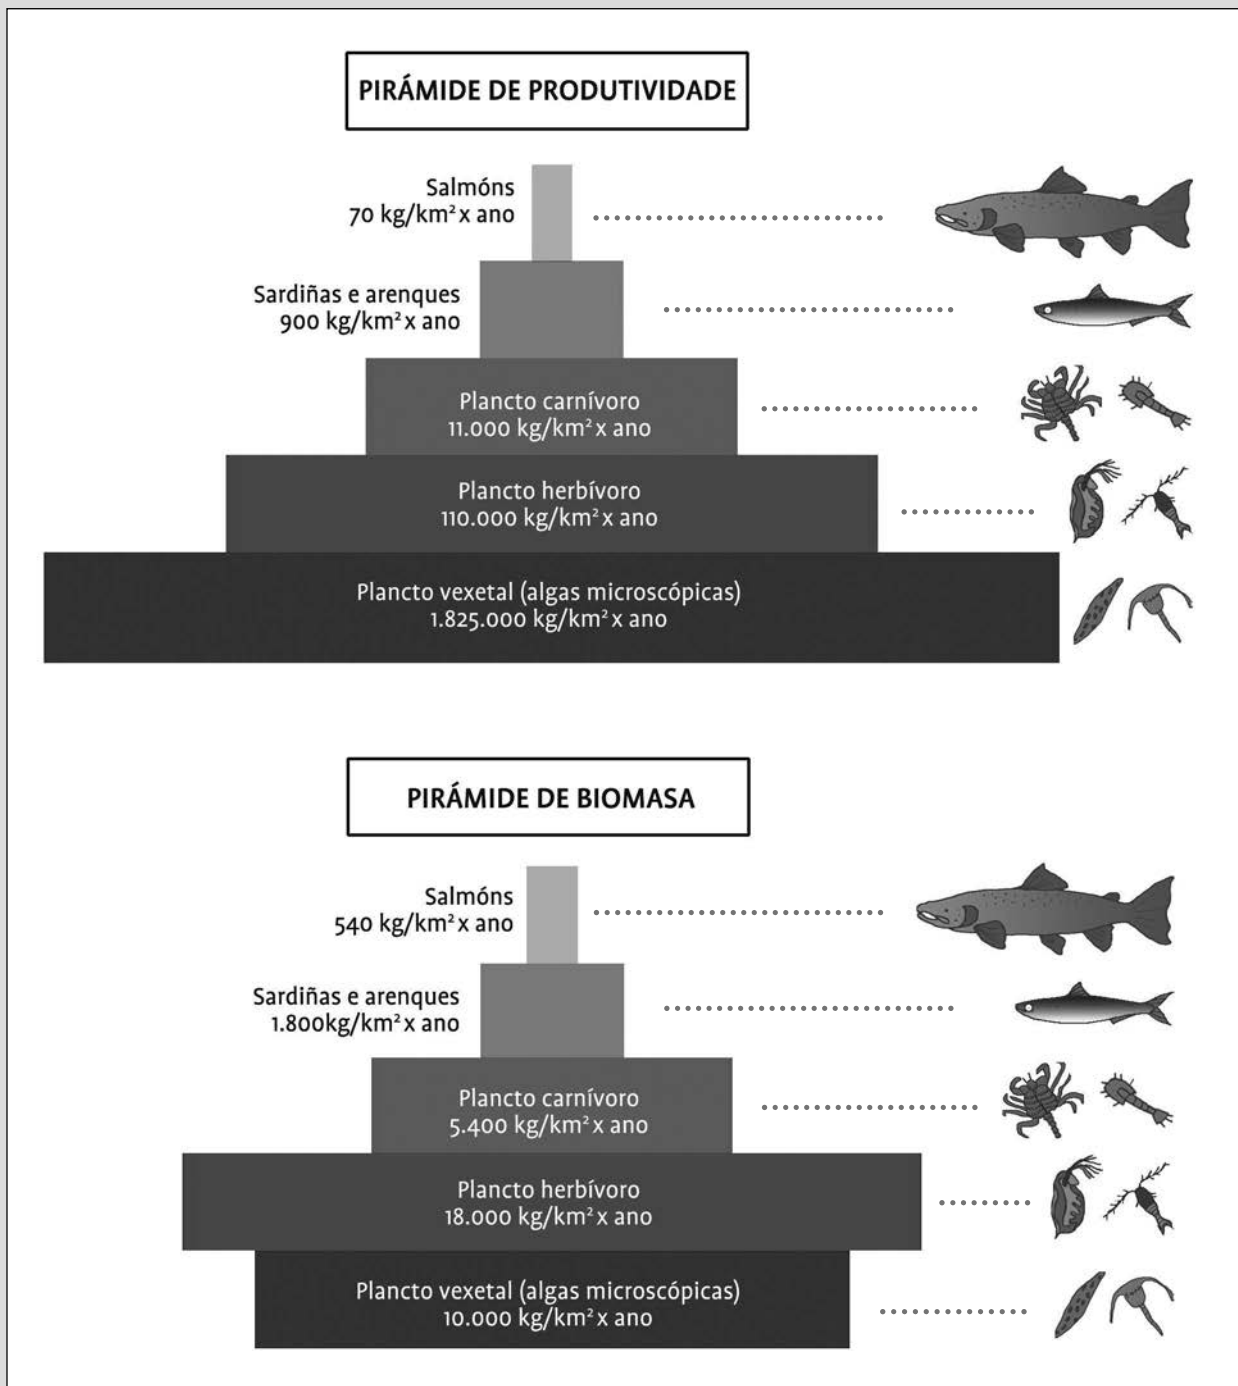 PIRÁMIDE DE PRODUTIVIDADE
Salmóns
70 kg/km² x ano
Sardiñas e arenques
900 kg/km² x ano
Plancto carnívoro
11.000 kg/km² x ano
Plancto herbívoro
110.000 kg/km² x ano
Plancto vexetal (algas microscópicas)
1.825.000 kg/km² x ano
PIRÁMIDE DE BIOMASA
Salmóns
540 kg/km² x ano
Sardiñas e arenques
1.800kg/km² x ano
Plancto carnívoro
5.400 kg/km² x ano
Plancto herbívoro
18.000 kg/km² x ano
Plancto vexetal (algas microscópicas)
10.000 kg/km² x ano